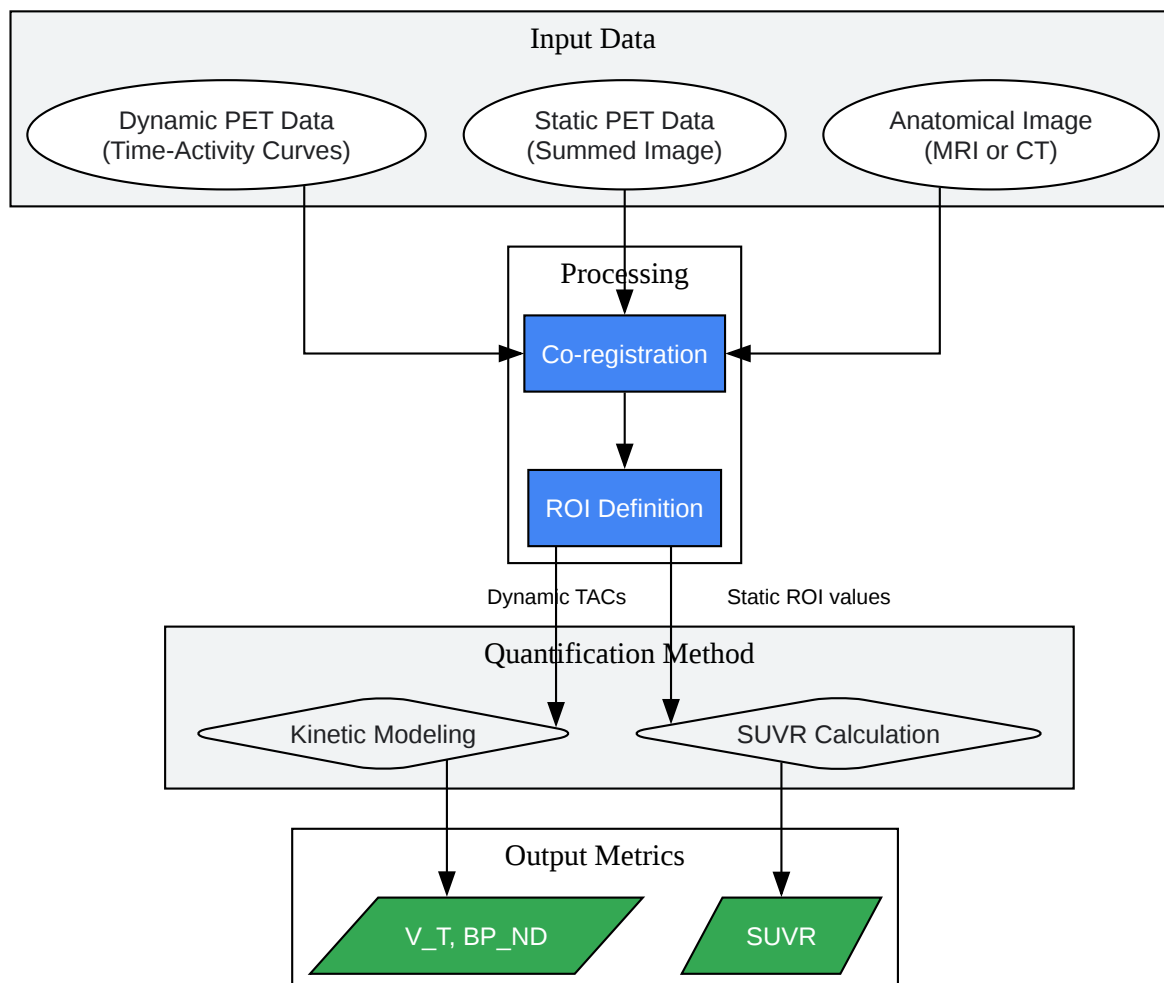 Input Data
Dynamic PET Data
(Time-Activity Curves)
Static PET Data
(Summed Image)
Anatomical Image
(MRI or CT)
Processing
Co-registration
ROI Definition
Dynamic TACs
Static ROI values
Quantification Method
Kinetic Modeling
SUVR Calculation
Output Metrics
V_T, BP_ND
SUVR